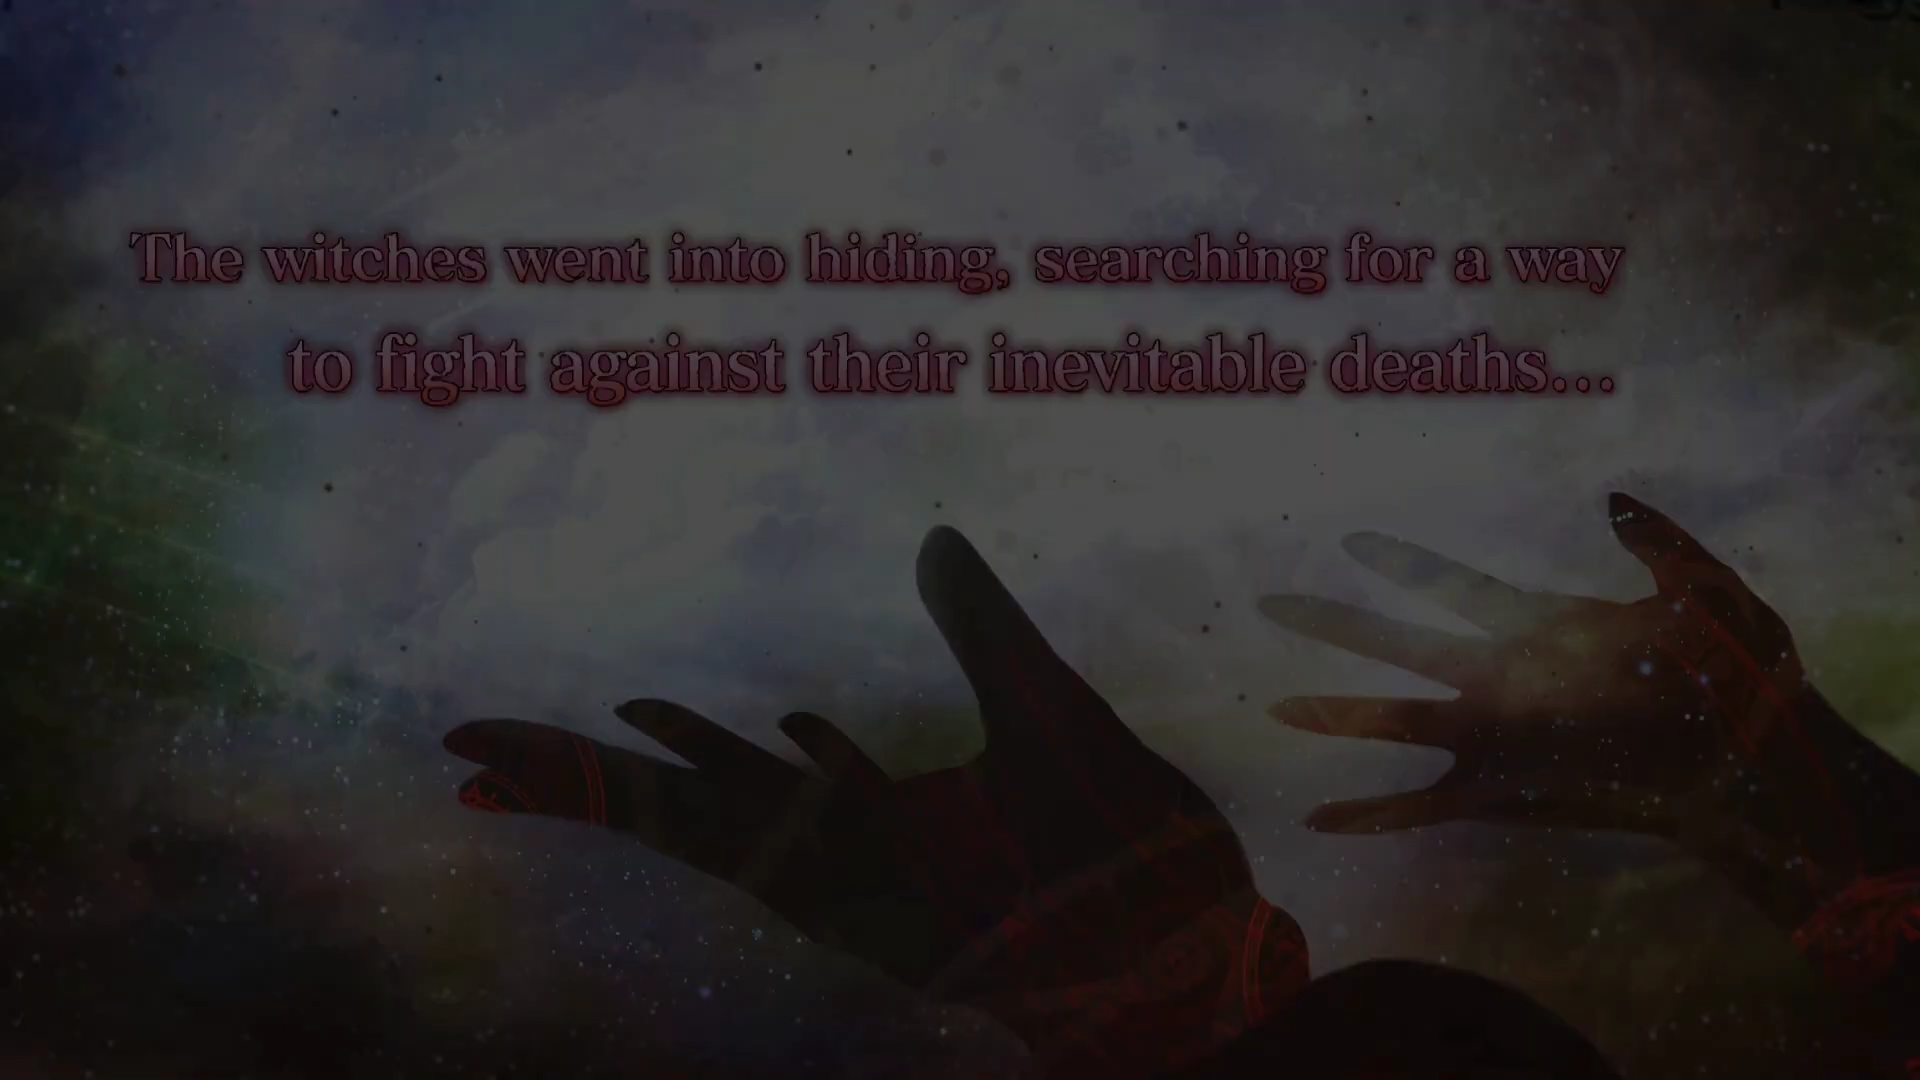 The witches went into hiding, searching for a way
to fight against their inevitable deaths...